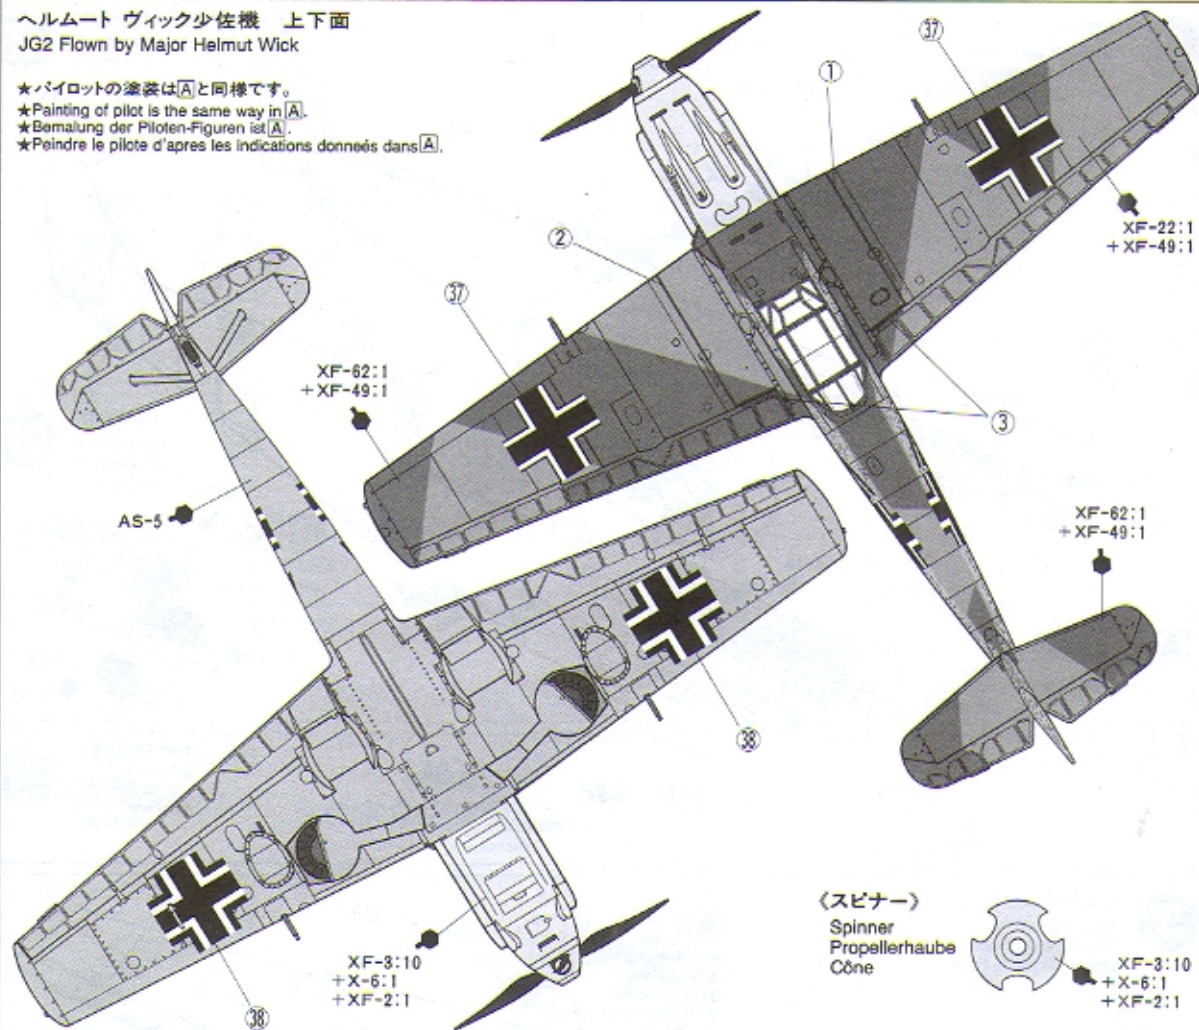 ヘルムート ヴィック少佐機 上下面
JG2 Flown by Major Helmut Wick
★パイロットの塗装はAと同様です。
★Painting of pilot is the same way in A.
★Bemalung der Piloten-Figuren ist A.
★Peindre le pilote d'apres les indications donneés dans A.
37
1
XF-22:1
+XF-49:1
2
37
XF-62:1
+XF-49:1
3
AS-5
XF-62:1
+XF-49:1
38
《スピナー》
Spinner
Propellerhaube
Cône
XF-3:10
+X-6:1
+XF-2:1
XF-3:10
+X-6:1
+XF-2:1
38